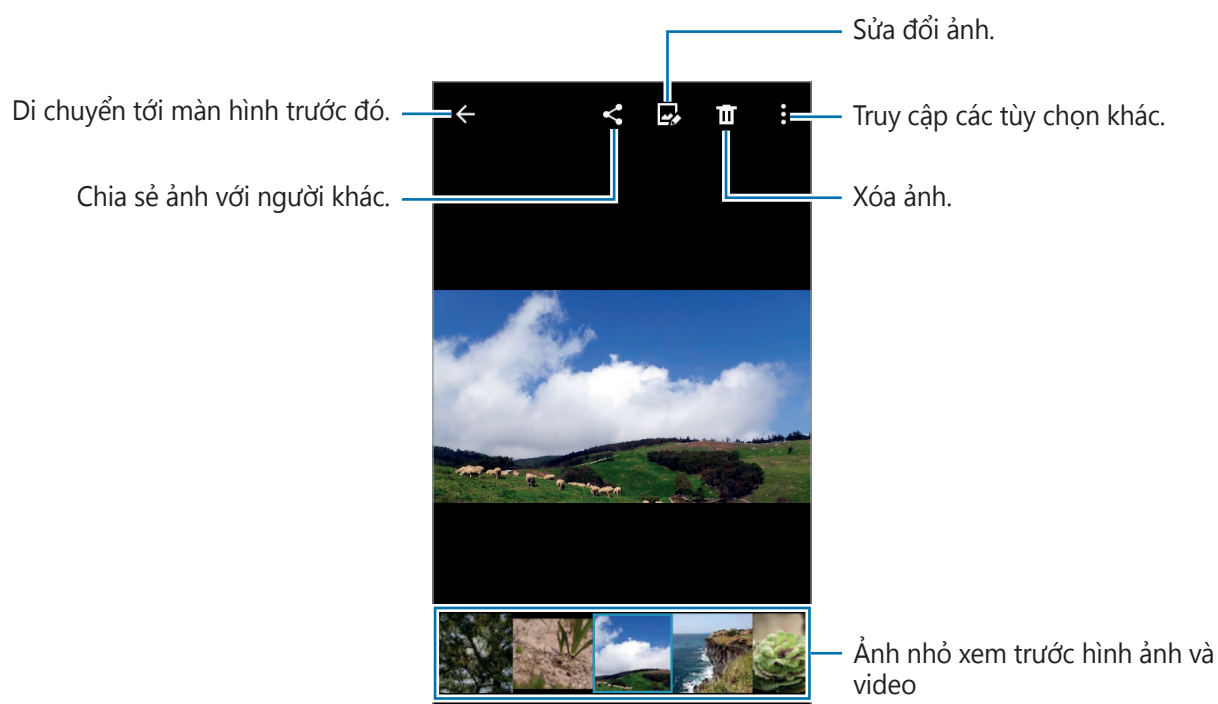 Sửa đổi ảnh.
Di chuyển tới màn hình trước đó.
Truy cập các tùy chọn khác.
Chia sẻ ảnh với người khác.
Xóa ảnh.
Ảnh nhỏ xem trước hình ảnh và
video